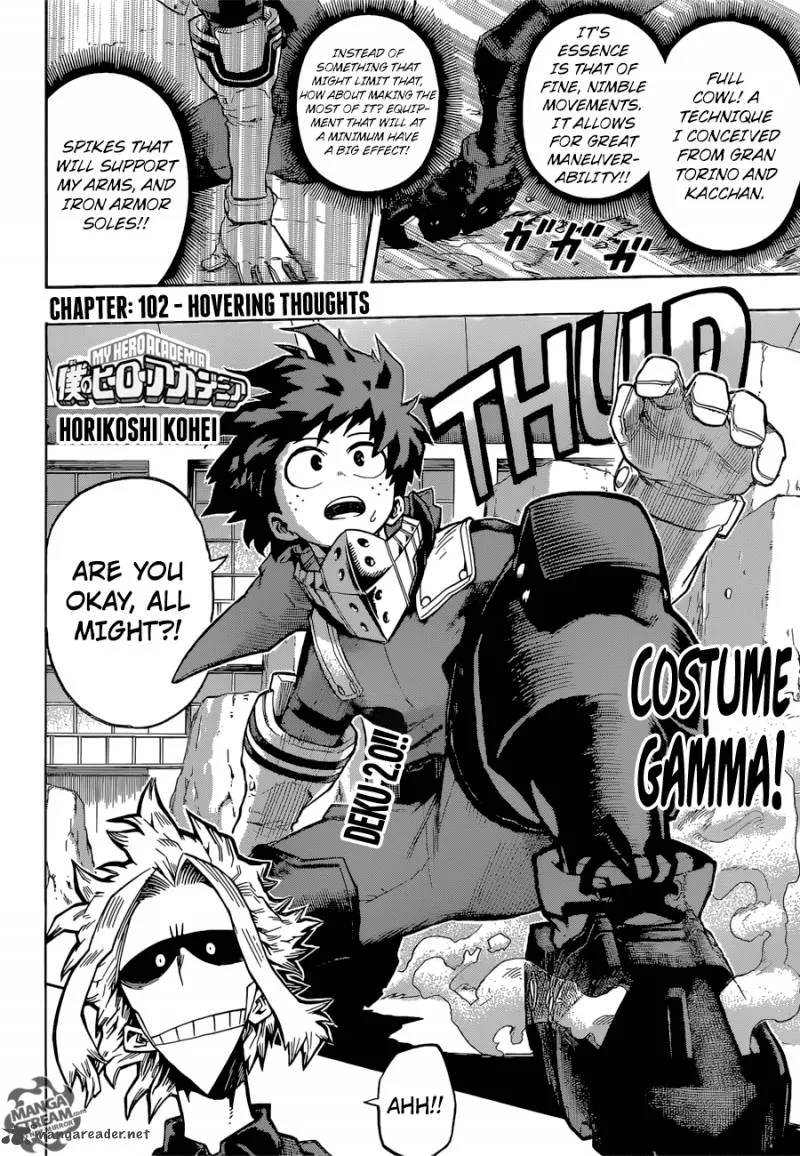 FULL
COWL! A
TECHNIQUE
I CONCEIVED
FROM GRAN
TORINO AND
KACCHAN.
IT'S
ESSENCE
IS THAT OF
FINE, NIMBLE
MOVEMENTS.
IT ALLOWS
FOR GREAT
MANEUVER-
ABILITY!!
INSTEAD OF
SOMETHING THAT
MIGHT LIMIT THAT,
HOW ABOUT MAKING THE
MOST OF IT? EQUIP-
MENT THAT WILL AT
A MINIMUM HAVE
A BIG EFFECT!
SPIKES THAT
WILL SUPPORT
MY ARMS, AND
IRON ARMOR
SOLES!!
ガガガ
CHAPTER: 102 - HOVERING THOUGHTS
MY HERO ACADEMIA
僕のヒーローアカデミア
HORIKOSHI KOHEI
THUD
ARE YOU
OKAY, ALL
MIGHT?!
COSTUME
GAMMA!
DEKU 2.0!!
AHH!!
MANGA
STREAM
.com
mangareader.net